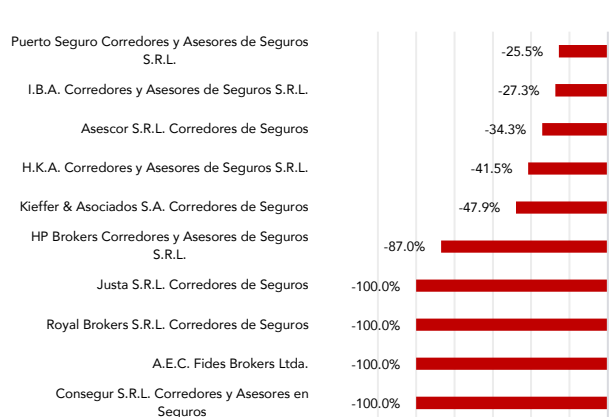 Puerto Seguro Corredores y Asesores de Seguros
S.R.L.
-25.5%
I.B.A. Corredores y Asesores de Seguros S.R.L.
-27.3%
Asescor S.R.L. Corredores de Seguros
-34.3%
H.K.A. Corredores y Asesores de Seguros S.R.L.
-41.5%
Kieffer & Asociados S.A. Corredores de Seguros
-47.9%
HP Brokers Corredores y Asesores de Seguros
S.R.L.
-87.0%
Justa S.R.L. Corredores de Seguros
-100.0%
Royal Brokers S.R.L. Corredores de Seguros
-100.0%
A.E.C. Fides Brokers Ltda.
-100.0%
Consegur S.R.L. Corredores y Asesores en
Seguros
-100.0%